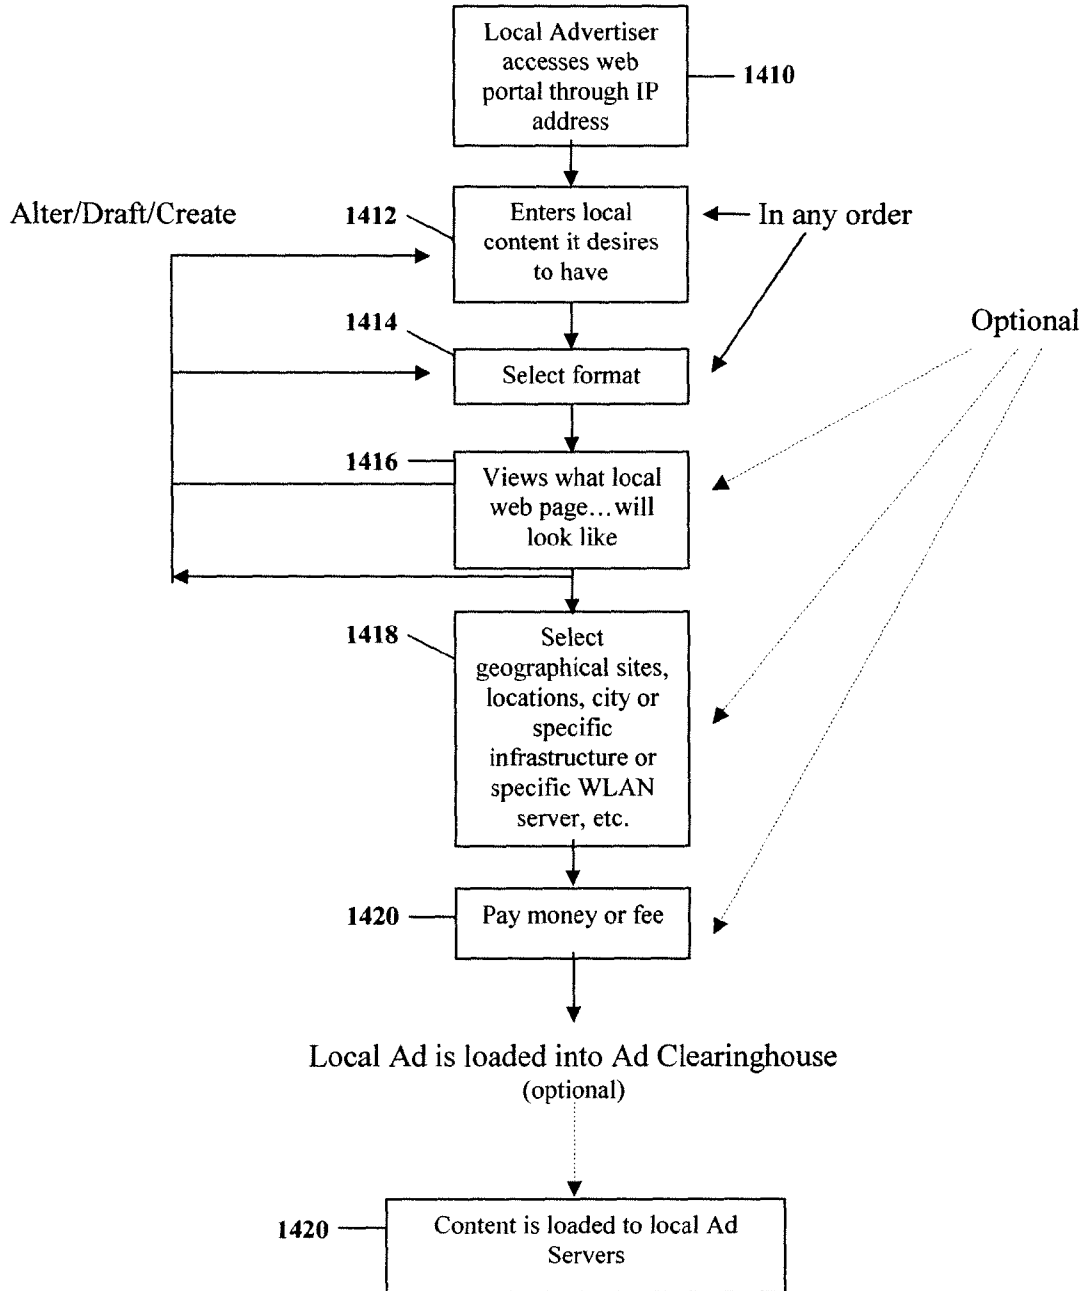 Local Advertiser
accesses web
portal through IP
address
1410
Alter/Draft/Create
1412
Enters local
content it desires
to have
In any order
1414
Select format
Optional
1416
Views what local
web page…will
look like
1418
Select
geographical sites,
locations, city or
specific
infrastructure or
specific WLAN
server, etc.
1420
Pay money or fee
Local Ad is loaded into Ad Clearinghouse
(optional)
1420
Content is loaded to local Ad
Servers